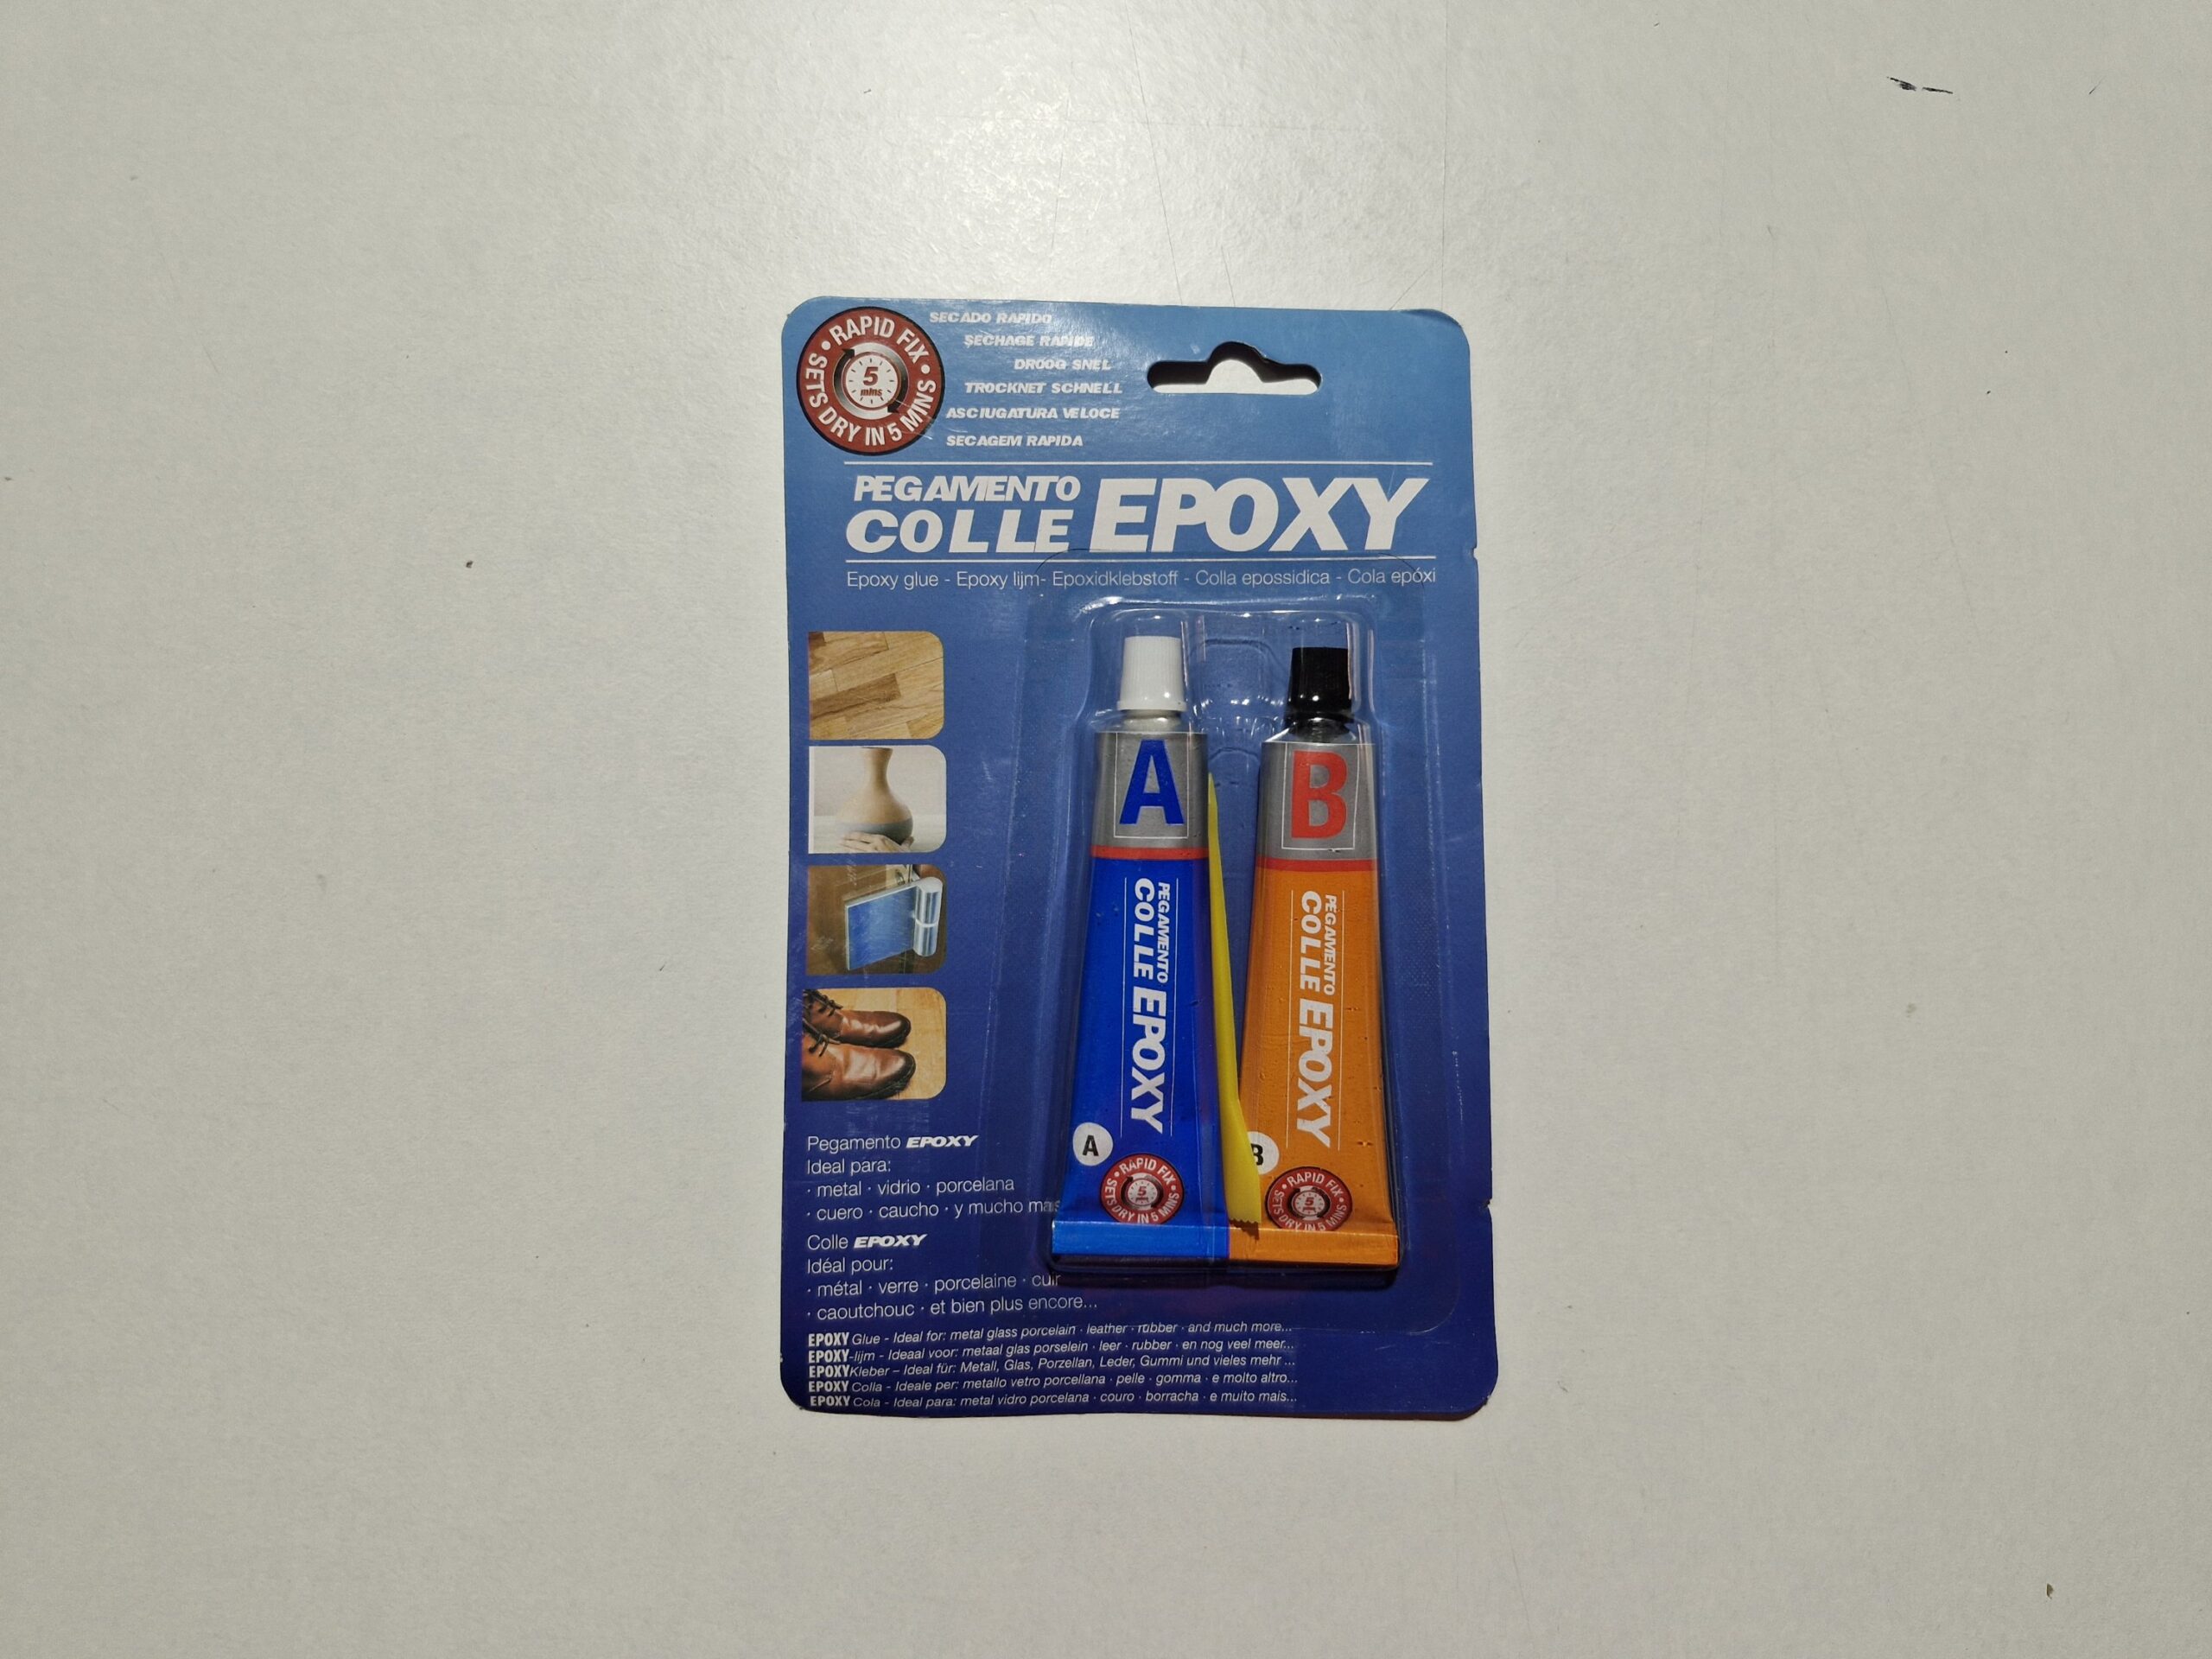 RAPID FIX
SETS DRY IN 5 MINS
5
mins
SECADO RAPIDO
SECHAGE RAPIDE
DROOG SNEL
TROCKNET SCHNELL
ASCIUGATURA VELOCE
SECAGEM RAPIDA
PEGAMENTO
COLLE EPOXY
Epoxy glue - Epoxy lijm- Epoxidklebstoff - Colla epossidica - Cola epóxi
A
PEGAMENTO
COLLE EPOXY
A
RAPID FIX
SETS DRY IN 5 MINS
5
B
PEGAMENTO
COLLE EPOXY
B
RAPID FIX
SETS DRY IN 5 MINS
5
Pegamento EPOXY
Ideal para:
· metal · vidrio · porcelana
· cuero · caucho · y mucho mas
Colle EPOXY
Idéal pour:
· métal · verre · porcelaine · cuir
· caoutchouc · et bien plus encore...
EPOXY Glue - Ideal for: metal glass porcelain · leather · rubber · and much more...
EPOXY-lijm - Ideaal voor: metaal glas porselein · leer · rubber · en nog veel meer...
EPOXY Kleber – Ideal für: Metall, Glas, Porzellan, Leder, Gummi und vieles mehr ...
EPOXY Colla - Ideale per: metallo vetro porcellana · pelle · gomma · e molto altro...
EPOXY Cola - Ideal para: metal vidro porcelana · couro · borracha · e muito mais...